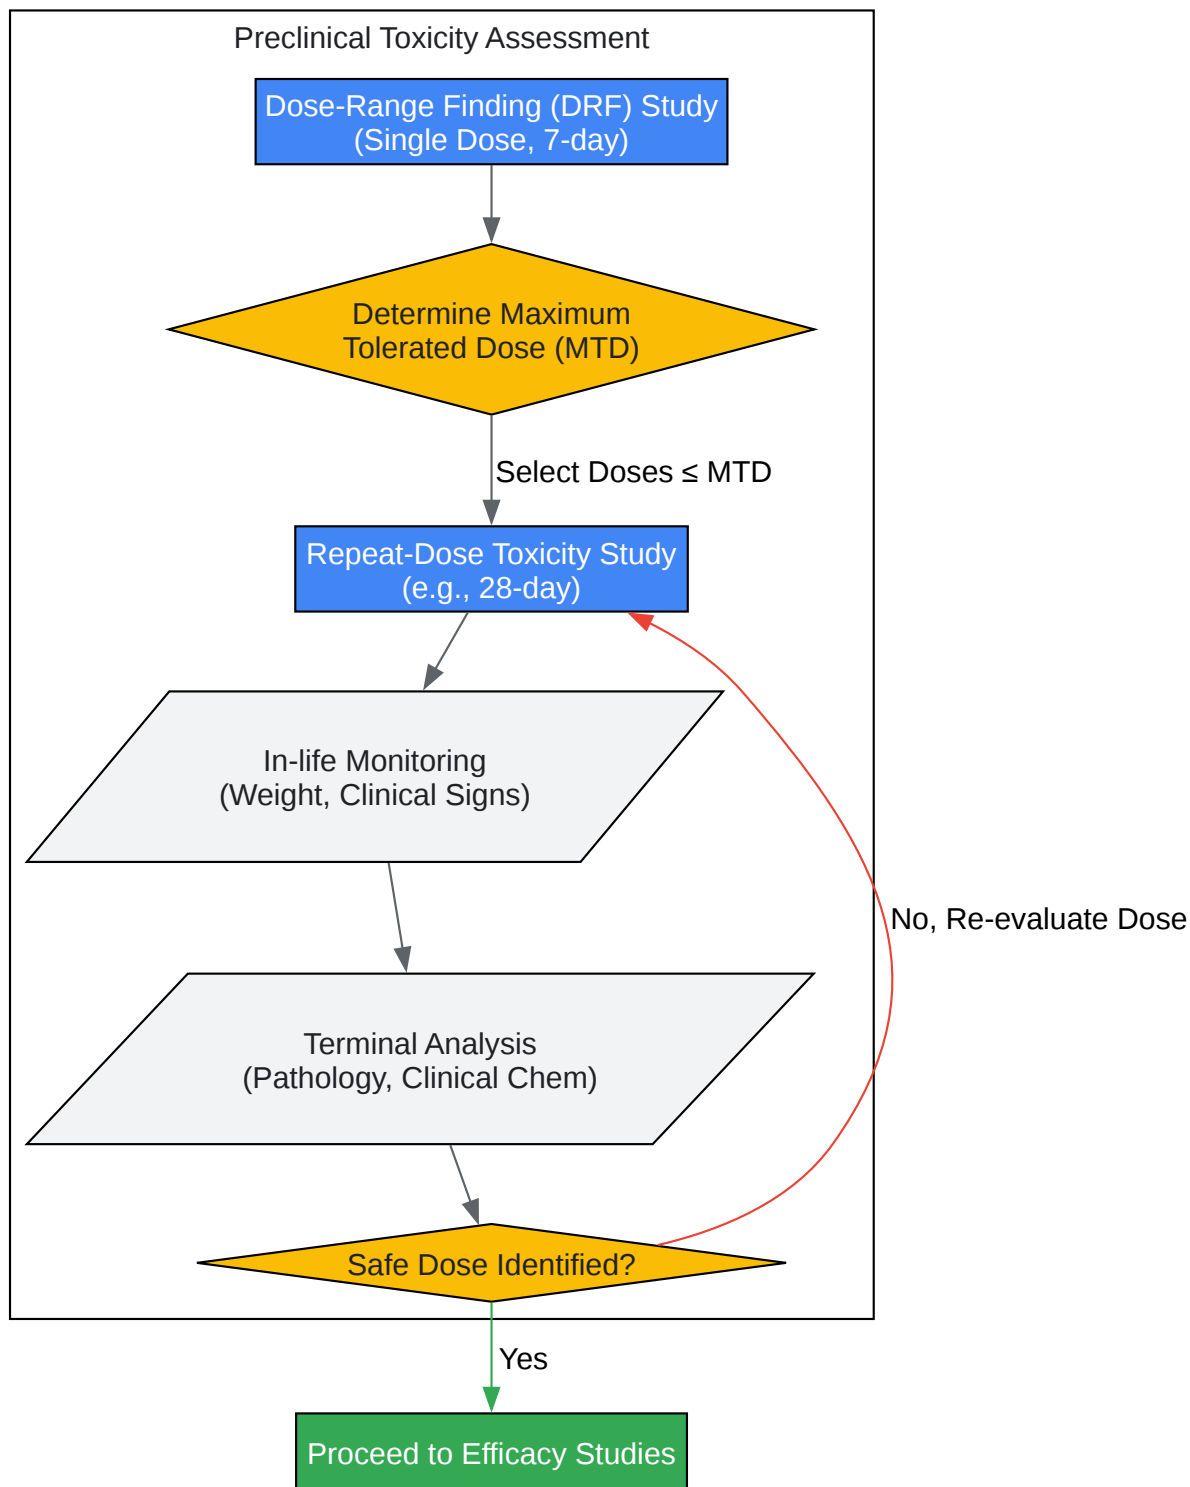 Preclinical Toxicity Assessment
Dose-Range Finding (DRF) Study
(Single Dose, 7-day)
Determine Maximum
Tolerated Dose (MTD)
Select Doses ≤ MTD
Repeat-Dose Toxicity Study
(e.g., 28-day)
In-life Monitoring
(Weight, Clinical Signs)
No, Re-evaluate Dose
Terminal Analysis
(Pathology, Clinical Chem)
Safe Dose Identified?
Yes
Proceed to Efficacy Studies